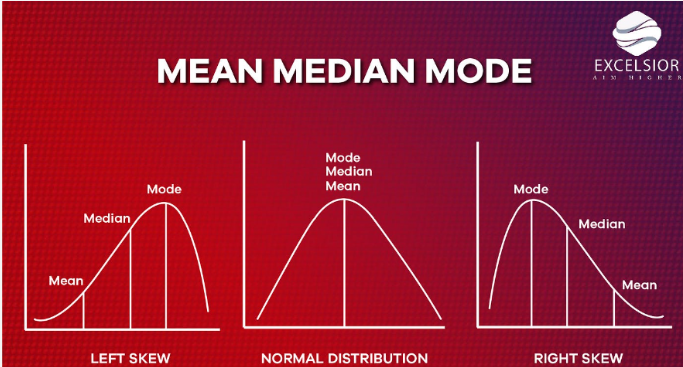 EXCELSIOR
AIM HIGHER
MEAN MEDIAN MODE
Mode
Median
Mean
Mode
Median
Mean
Mode
Median
Mean
LEFT SKEW
NORMAL DISTRIBUTION
RIGHT SKEW